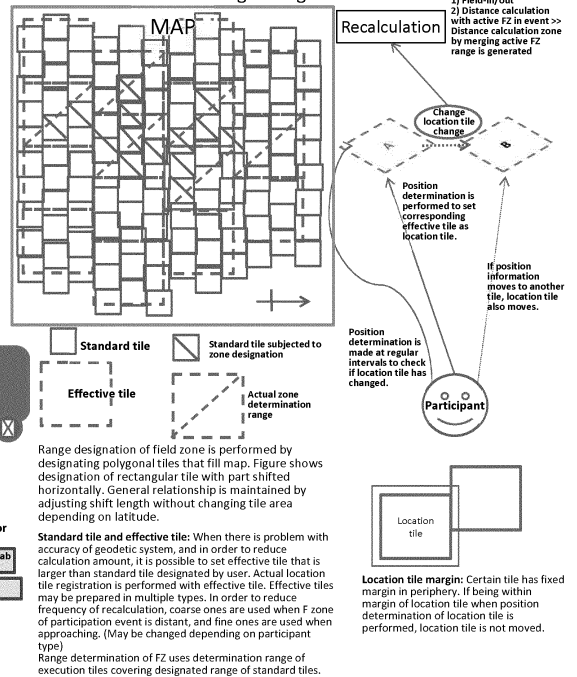 1) Field-in/out
2) Distance calculation
with active FZ in event >>
Distance calculation zone
by merging active FZ
range is generated
MAP
Recalculation
Change
location tile
change
A
B
Position
determination is
performed to set
corresponding
effective tile as
location tile.
If position
information
moves to another
tile, location tile
also moves.
Position
determination is
made at regular
intervals to check
if location tile has
changed.
Participant
Standard tile
Standard tile subjected to
zone designation
Effective tile
Actual zone
determination
range
Range designation of field zone is performed by
designating polygonal tiles that fill map. Figure shows
designation of rectangular tile with part shifted
horizontally. General relationship is maintained by
adjusting shift length without changing tile area
depending on latitude.
Standard tile and effective tile: When there is problem with
accuracy of geodetic system, and in order to reduce
calculation amount, it is possible to set effective tile that is
larger than standard tile designated by user. Actual location
tile registration is performed with effective tile. Effective tiles
may be prepared in multiple types. In order to reduce
frequency of recalculation, coarse ones are used when F zone
of participation event is distant, and fine ones are used when
approaching. (May be changed depending on participant
type)
Range determination of FZ uses determination range of
execution tiles covering designated range of standard tiles.
Location
tile
Location tile margin: Certain tile has fixed
margin in periphery. If being within
margin of location tile when position
determination of location tile is
performed, location tile is not moved.
or
ab